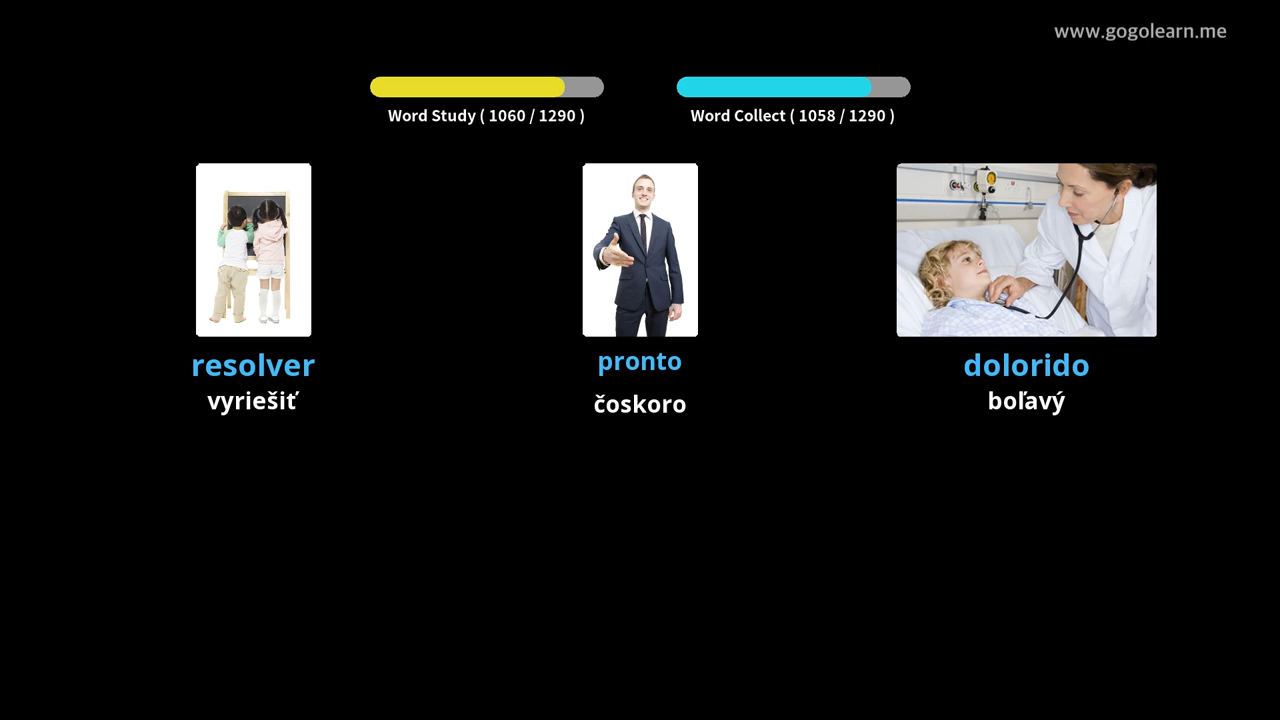 www.gogolearn.me
Word Study ( 1060 / 1290 )
Word Collect ( 1058 / 1290 )
resolver
vyriešiť
pronto
čoskoro
dolorido
boľavý